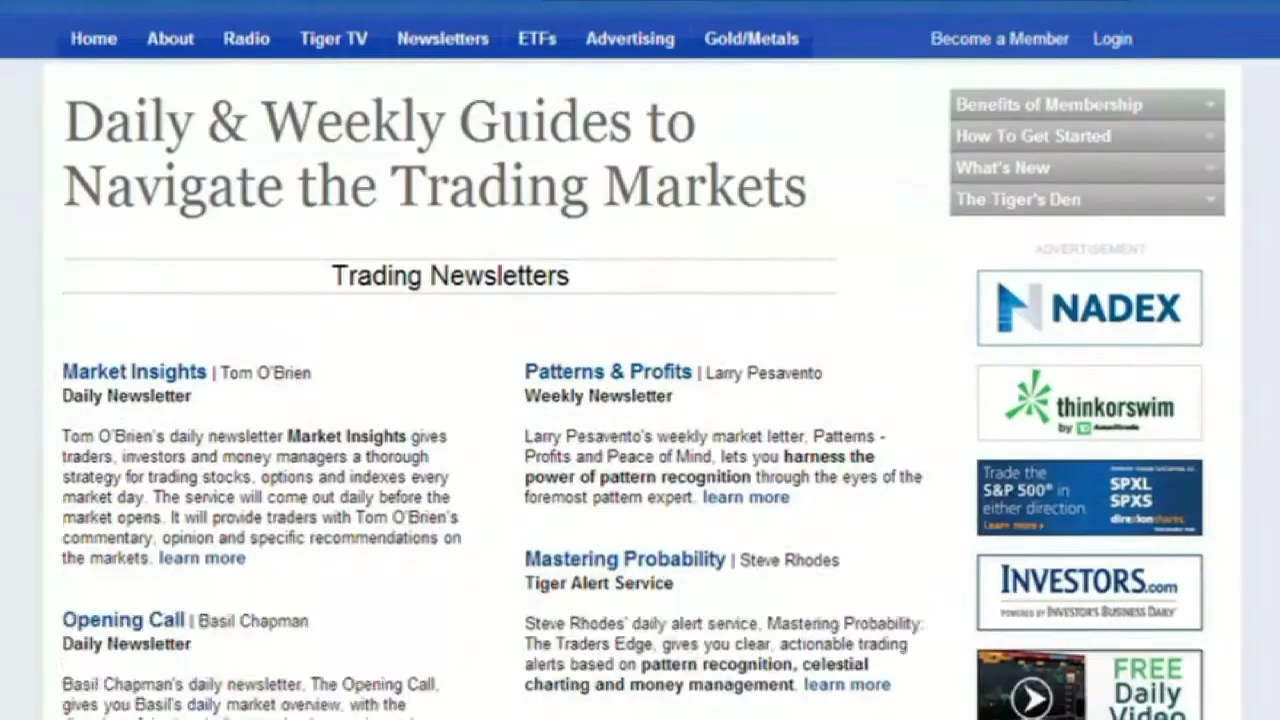 Home About Radio Tiger TV Newsletters ETFs Advertising Gold/Metals Become a Member Login
Daily & Weekly Guides to
Navigate the Trading Markets
Trading Newsletters
Market Insights | Tom O'Brien
Daily Newsletter
Tom O'Brien's daily newsletter Market Insights gives
traders, investors and money managers a thorough
strategy for trading stocks, options and indexes every
market day. The service will come out daily before the
market opens. It will provide traders with Tom O'Brien's
commentary, opinion and specific recommendations on
the markets. learn more
Opening Call | Basil Chapman
Daily Newsletter
Basil Chapman's daily newsletter, The Opening Call,
gives you Basil's daily market overview, with the
Patterns & Profits | Larry Pesavento
Weekly Newsletter
Larry Pesavento's weekly market letter, Patterns -
Profits and Peace of Mind, lets you harness the
power of pattern recognition through the eyes of the
foremost pattern expert. learn more
Mastering Probability | Steve Rhodes
Tiger Alert Service
Steve Rhodes' daily alert service, Mastering Probability:
The Traders Edge, gives you clear, actionable trading
alerts based on pattern recognition, celestial
charting and money management. learn more
Benefits of Membership
How To Get Started
What's New
The Tiger's Den
ADVERTISEMENT
NADEX
thinkorswim
by TD Ameritrade
Trade the
S&P 500® in
either direction
Learn more
SPXL
SPXS
direxionshares
INVESTORS.com
POWERED BY INVESTOR'S BUSINESS DAILY
FREE
Daily
Video